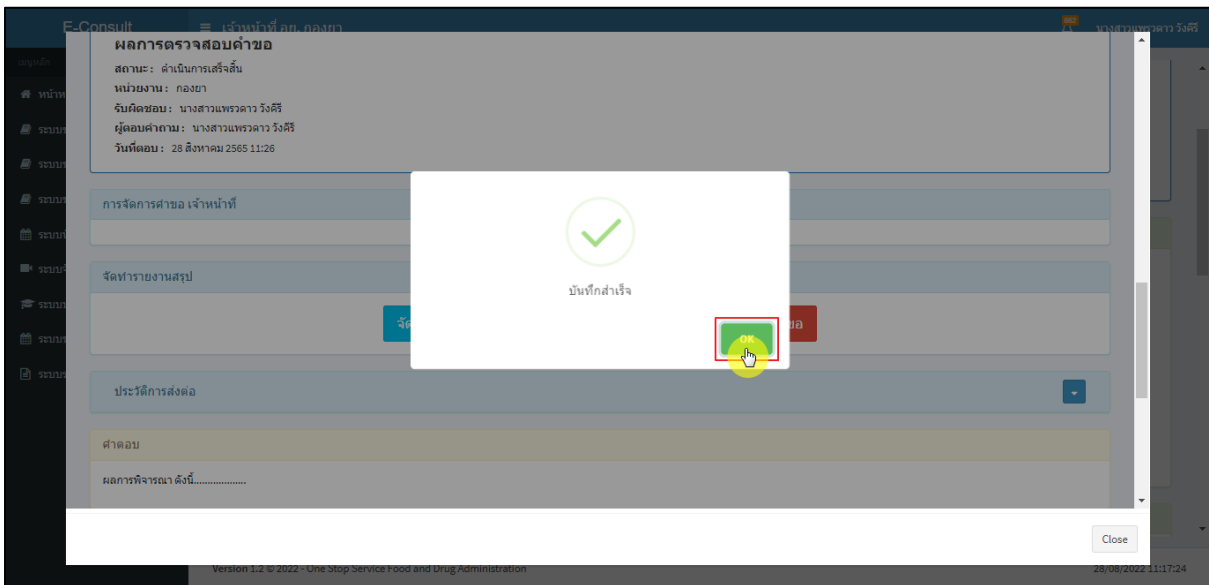 E-Consult
เจ้าหน้าที่ อย. กองยา
962
นางสาวแพรวดาว วังคีรี
เมนูหลัก
ผลการตรวจสอบคำขอ
สถานะ : ดำเนินการเสร็จสิ้น
หน่วยงาน : กองยา
รับผิดชอบ : นางสาวแพรวดาว วังคีรี
ผู้ตอบคำถาม : นางสาวแพรวดาว วังคีรี
วันที่ตอบ : 28 สิงหาคม 2565 11:26
การจัดการคำขอ เจ้าหน้าที่
จัดทำรายงานสรุป
บันทึกสำเร็จ
OK
ประวัติการส่งต่อ
คำตอบ
ผลการพิจารณา ดังนี้..................
Close
Version 1.2 © 2022 - One Stop Service Food and Drug Administration
28/08/2022 11:17:24